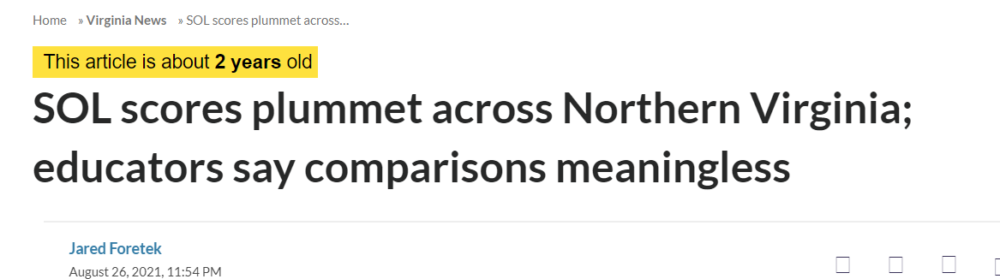 Home » Virginia News » SOL scores plummet across...
This article is about 2 years old
SOL scores plummet across Northern Virginia;
educators say comparisons meaningless
Jared Foretek
August 26, 2021, 11:54 PM